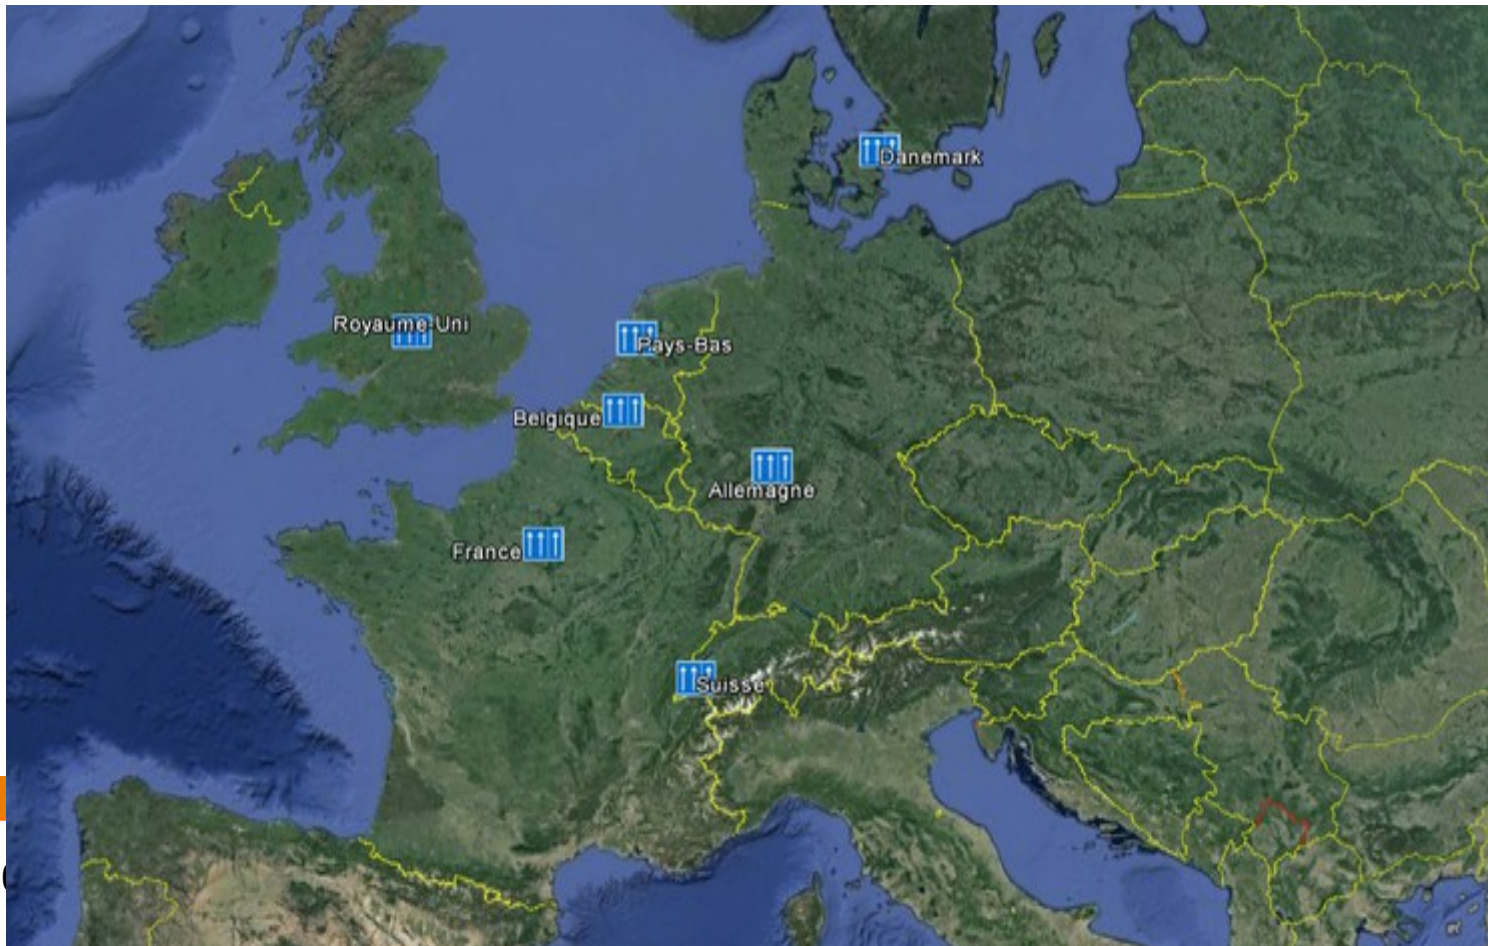 Danemark
Royaume-Uni
Pays-Bas
Belgique
Allemagne
France
Suisse